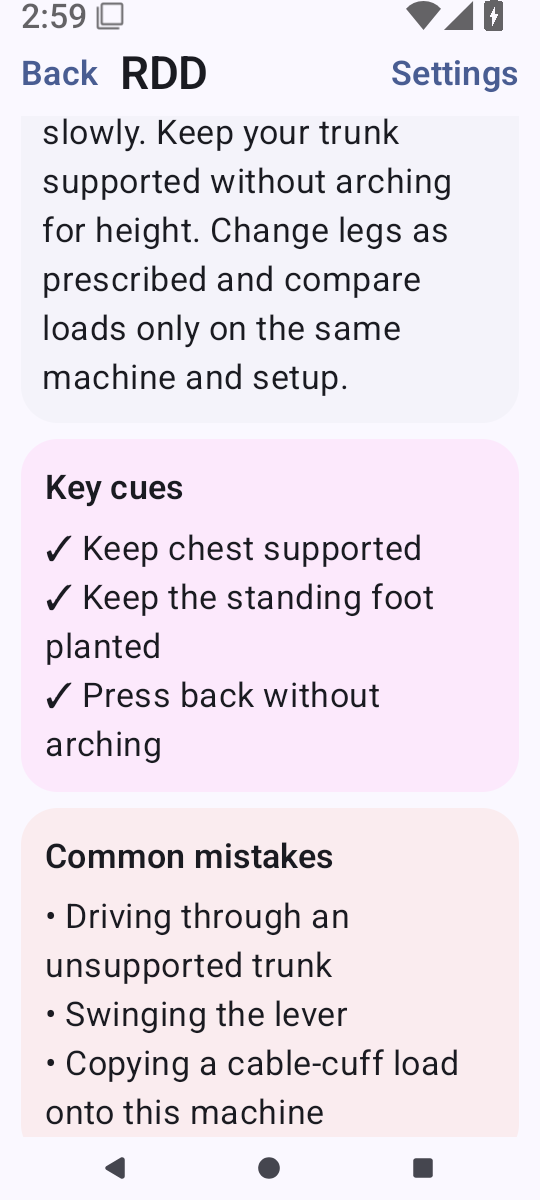 2:59
Back RDD Settings
slowly. Keep your trunk
supported without arching
for height. Change legs as
prescribed and compare
loads only on the same
machine and setup.
Key cues
✓ Keep chest supported
✓ Keep the standing foot
planted
✓ Press back without
arching
Common mistakes
• Driving through an
unsupported trunk
• Swinging the lever
• Copying a cable-cuff load
onto this machine